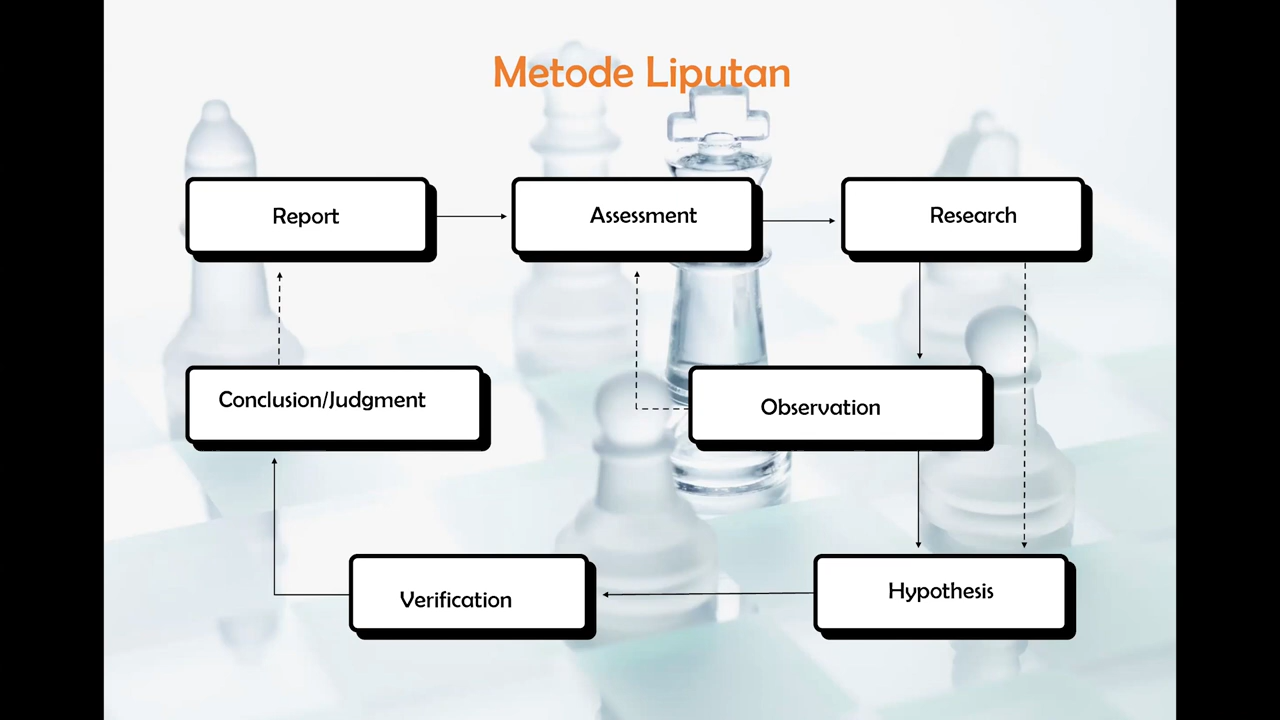 Metode Liputan
Report
Assessment
Research
Conclusion/Judgment
Observation
Verification
Hypothesis